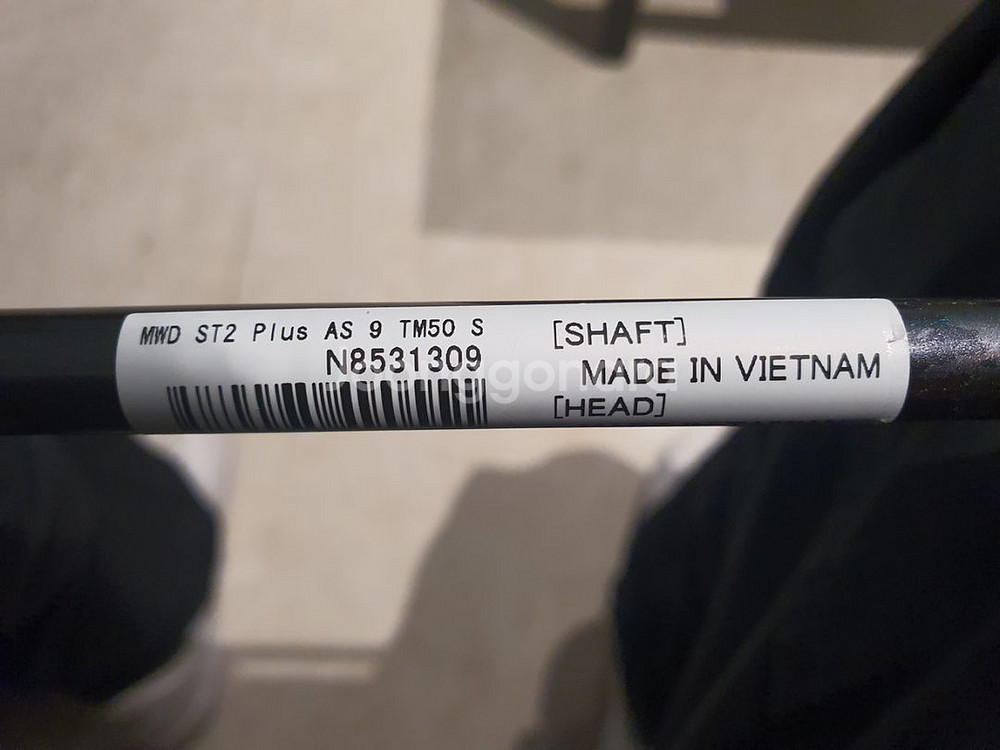 MWD ST2 Plus AS 9 TM50 S
N8531309
[SHAFT]
MADE IN VIETNAM
[HEAD]